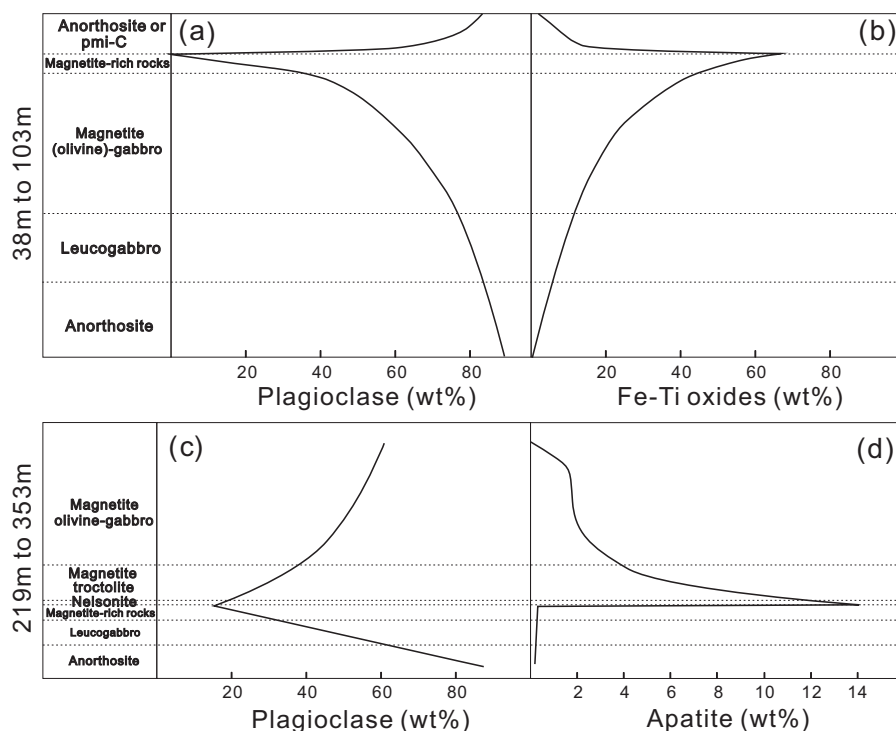 (a)
(b)
38m to 103m
Anorthosite or
pmi-C
Magnetite-rich rocks
Magnetite
(olivine)-gabbro
Leucogabbro
Anorthosite
20 40 60 80
20 40 60 80
Plagioclase (wt%)
Fe-Ti oxides (wt%)
(c)
(d)
219m to 353m
Magnetite
olivine-gabbro
Magnetite
troctolite
Nelsonite
Magnetite-rich rocks
Leucogabbro
Anorthosite
20 40 60 80
2 4 6 8 10 12 14
Plagioclase (wt%)
Apatite (wt%)